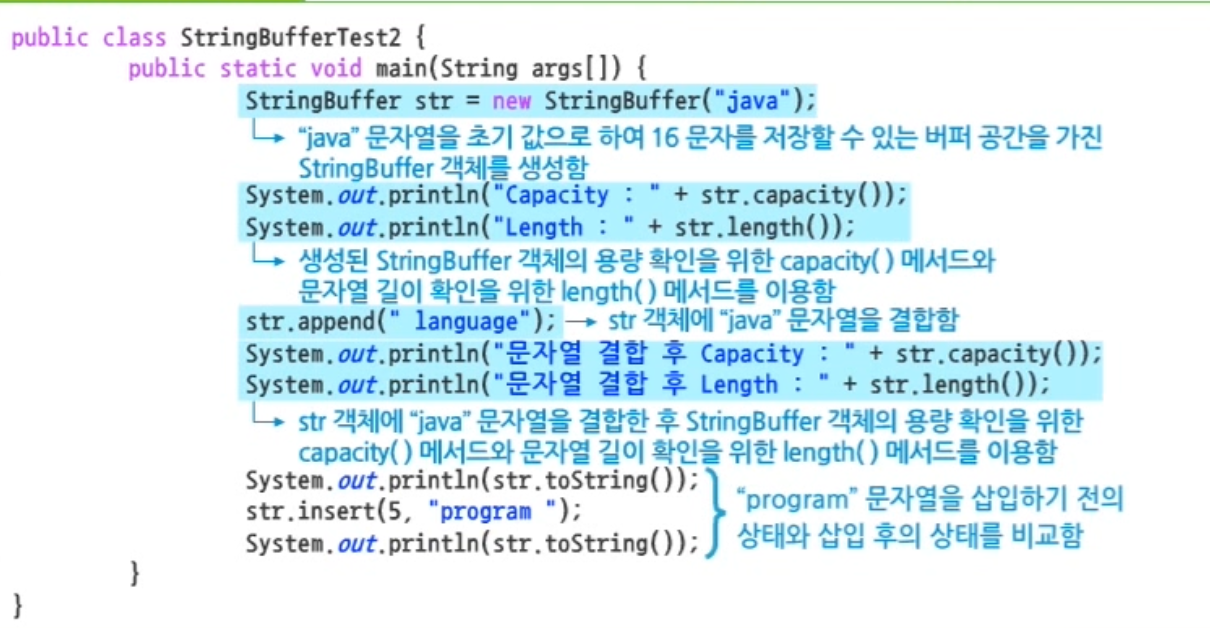 public class StringBufferTest2 {
public static void main(String args[]) {
StringBuffer str = new StringBuffer("java");
“java” 문자열을 초기 값으로 하여 16 문자를 저장할 수 있는 버퍼 공간을 가진
StringBuffer 객체를 생성함
System.out.println("Capacity : " + str.capacity());
System.out.println("Length : " + str.length());
생성된 StringBuffer 객체의 용량 확인을 위한 capacity( ) 메서드와
문자열 길이 확인을 위한 length( ) 메서드를 이용함
str.append(" language"); → str 객체에 “java” 문자열을 결합함
System.out.println("문자열 결합 후 Capacity : " + str.capacity());
System.out.println("문자열 결합 후 Length : " + str.length());
str 객체에 “java” 문자열을 결합한 후 StringBuffer 객체의 용량 확인을 위한
capacity( ) 메서드와 문자열 길이 확인을 위한 length( ) 메서드를 이용함
System.out.println(str.toString());
str.insert(5, "program ");
System.out.println(str.toString());
“program” 문자열을 삽입하기 전의
상태와 삽입 후의 상태를 비교함
}
}